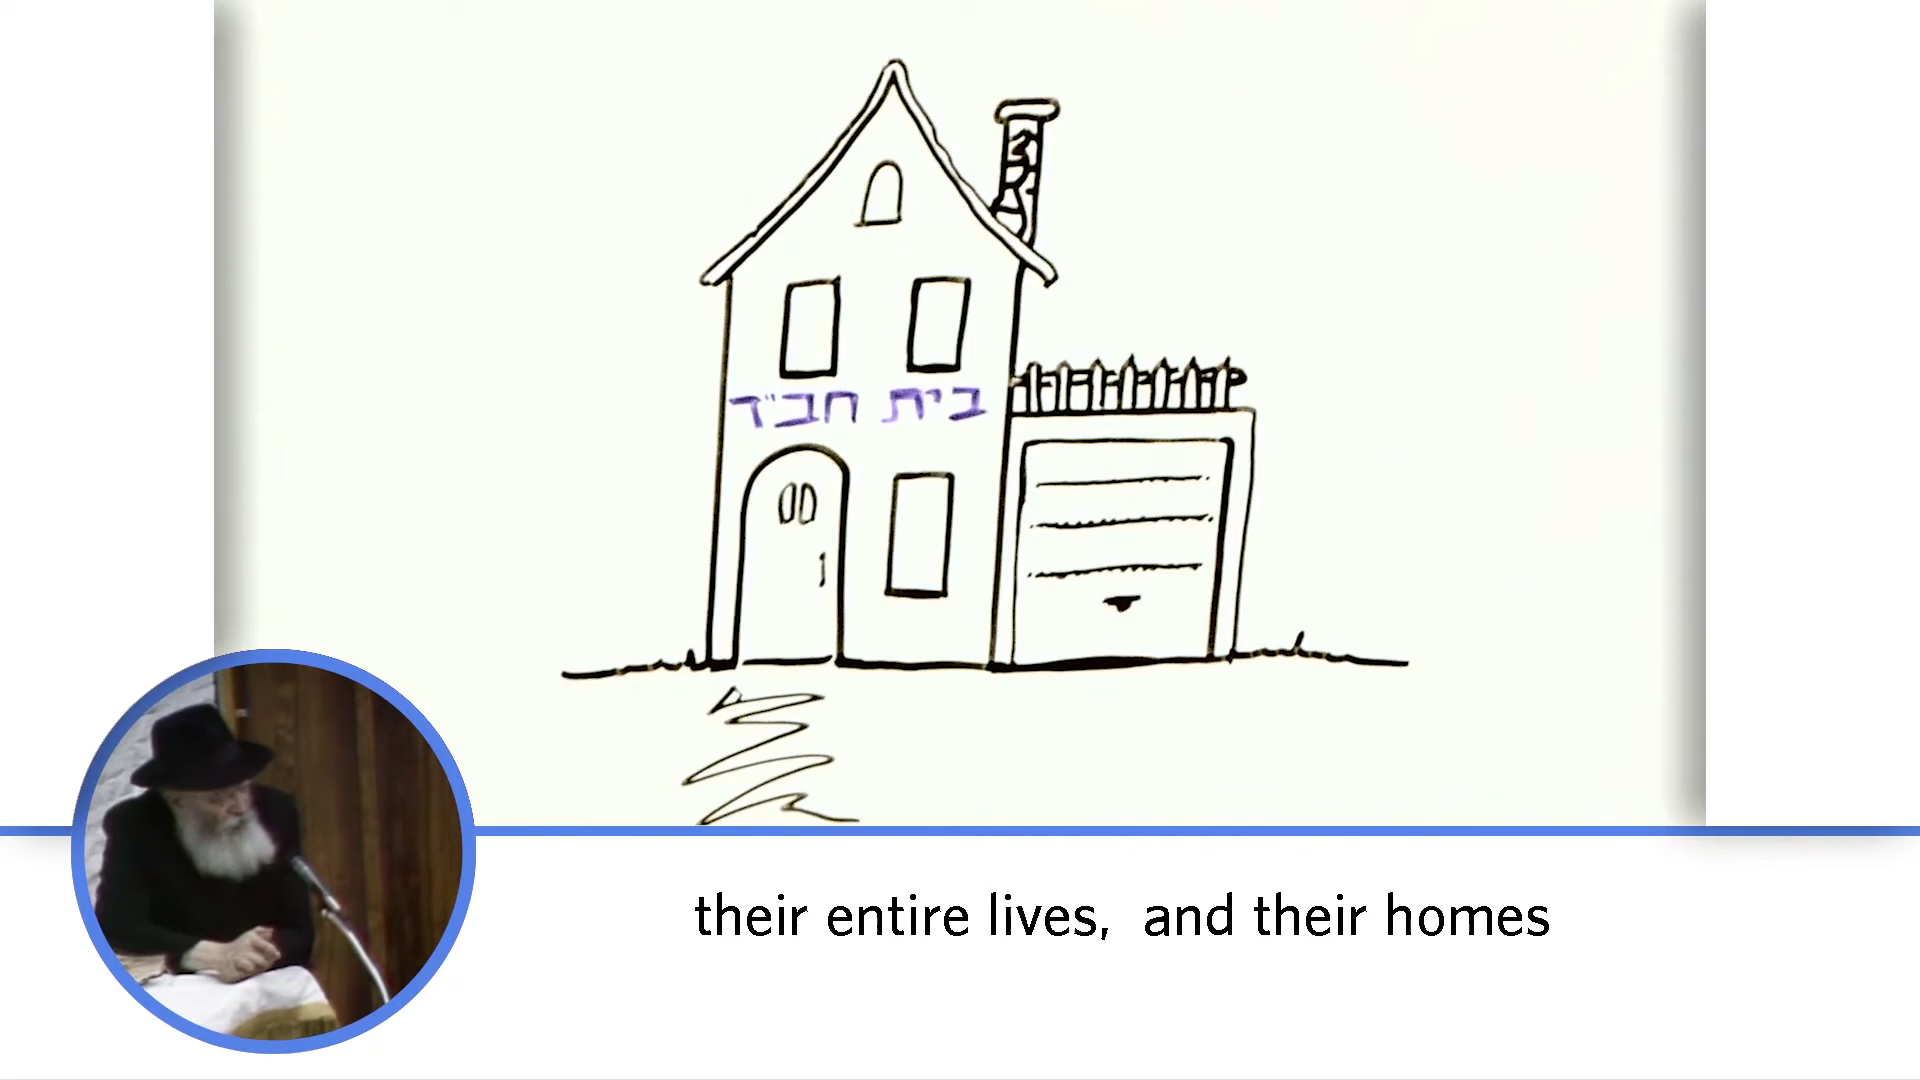 בית חב"ד
their entire lives, and their homes